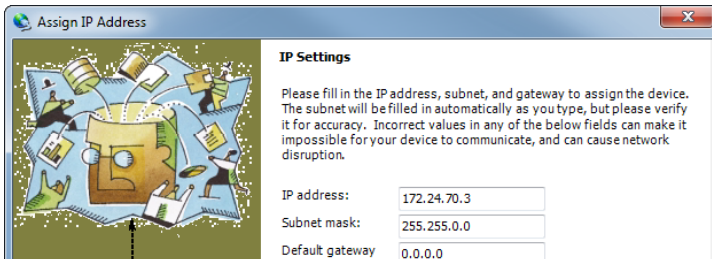 Assign IP Address
IP Settings
Please fill in the IP address, subnet, and gateway to assign the device.
The subnet will be filled in automatically as you type, but please verify
it for accuracy. Incorrect values in any of the below fields can make it
impossible for your device to communicate, and can cause network
disruption.
IP address: 172.24.70.3
Subnet mask: 255.255.0.0
Default gateway 0.0.0.0